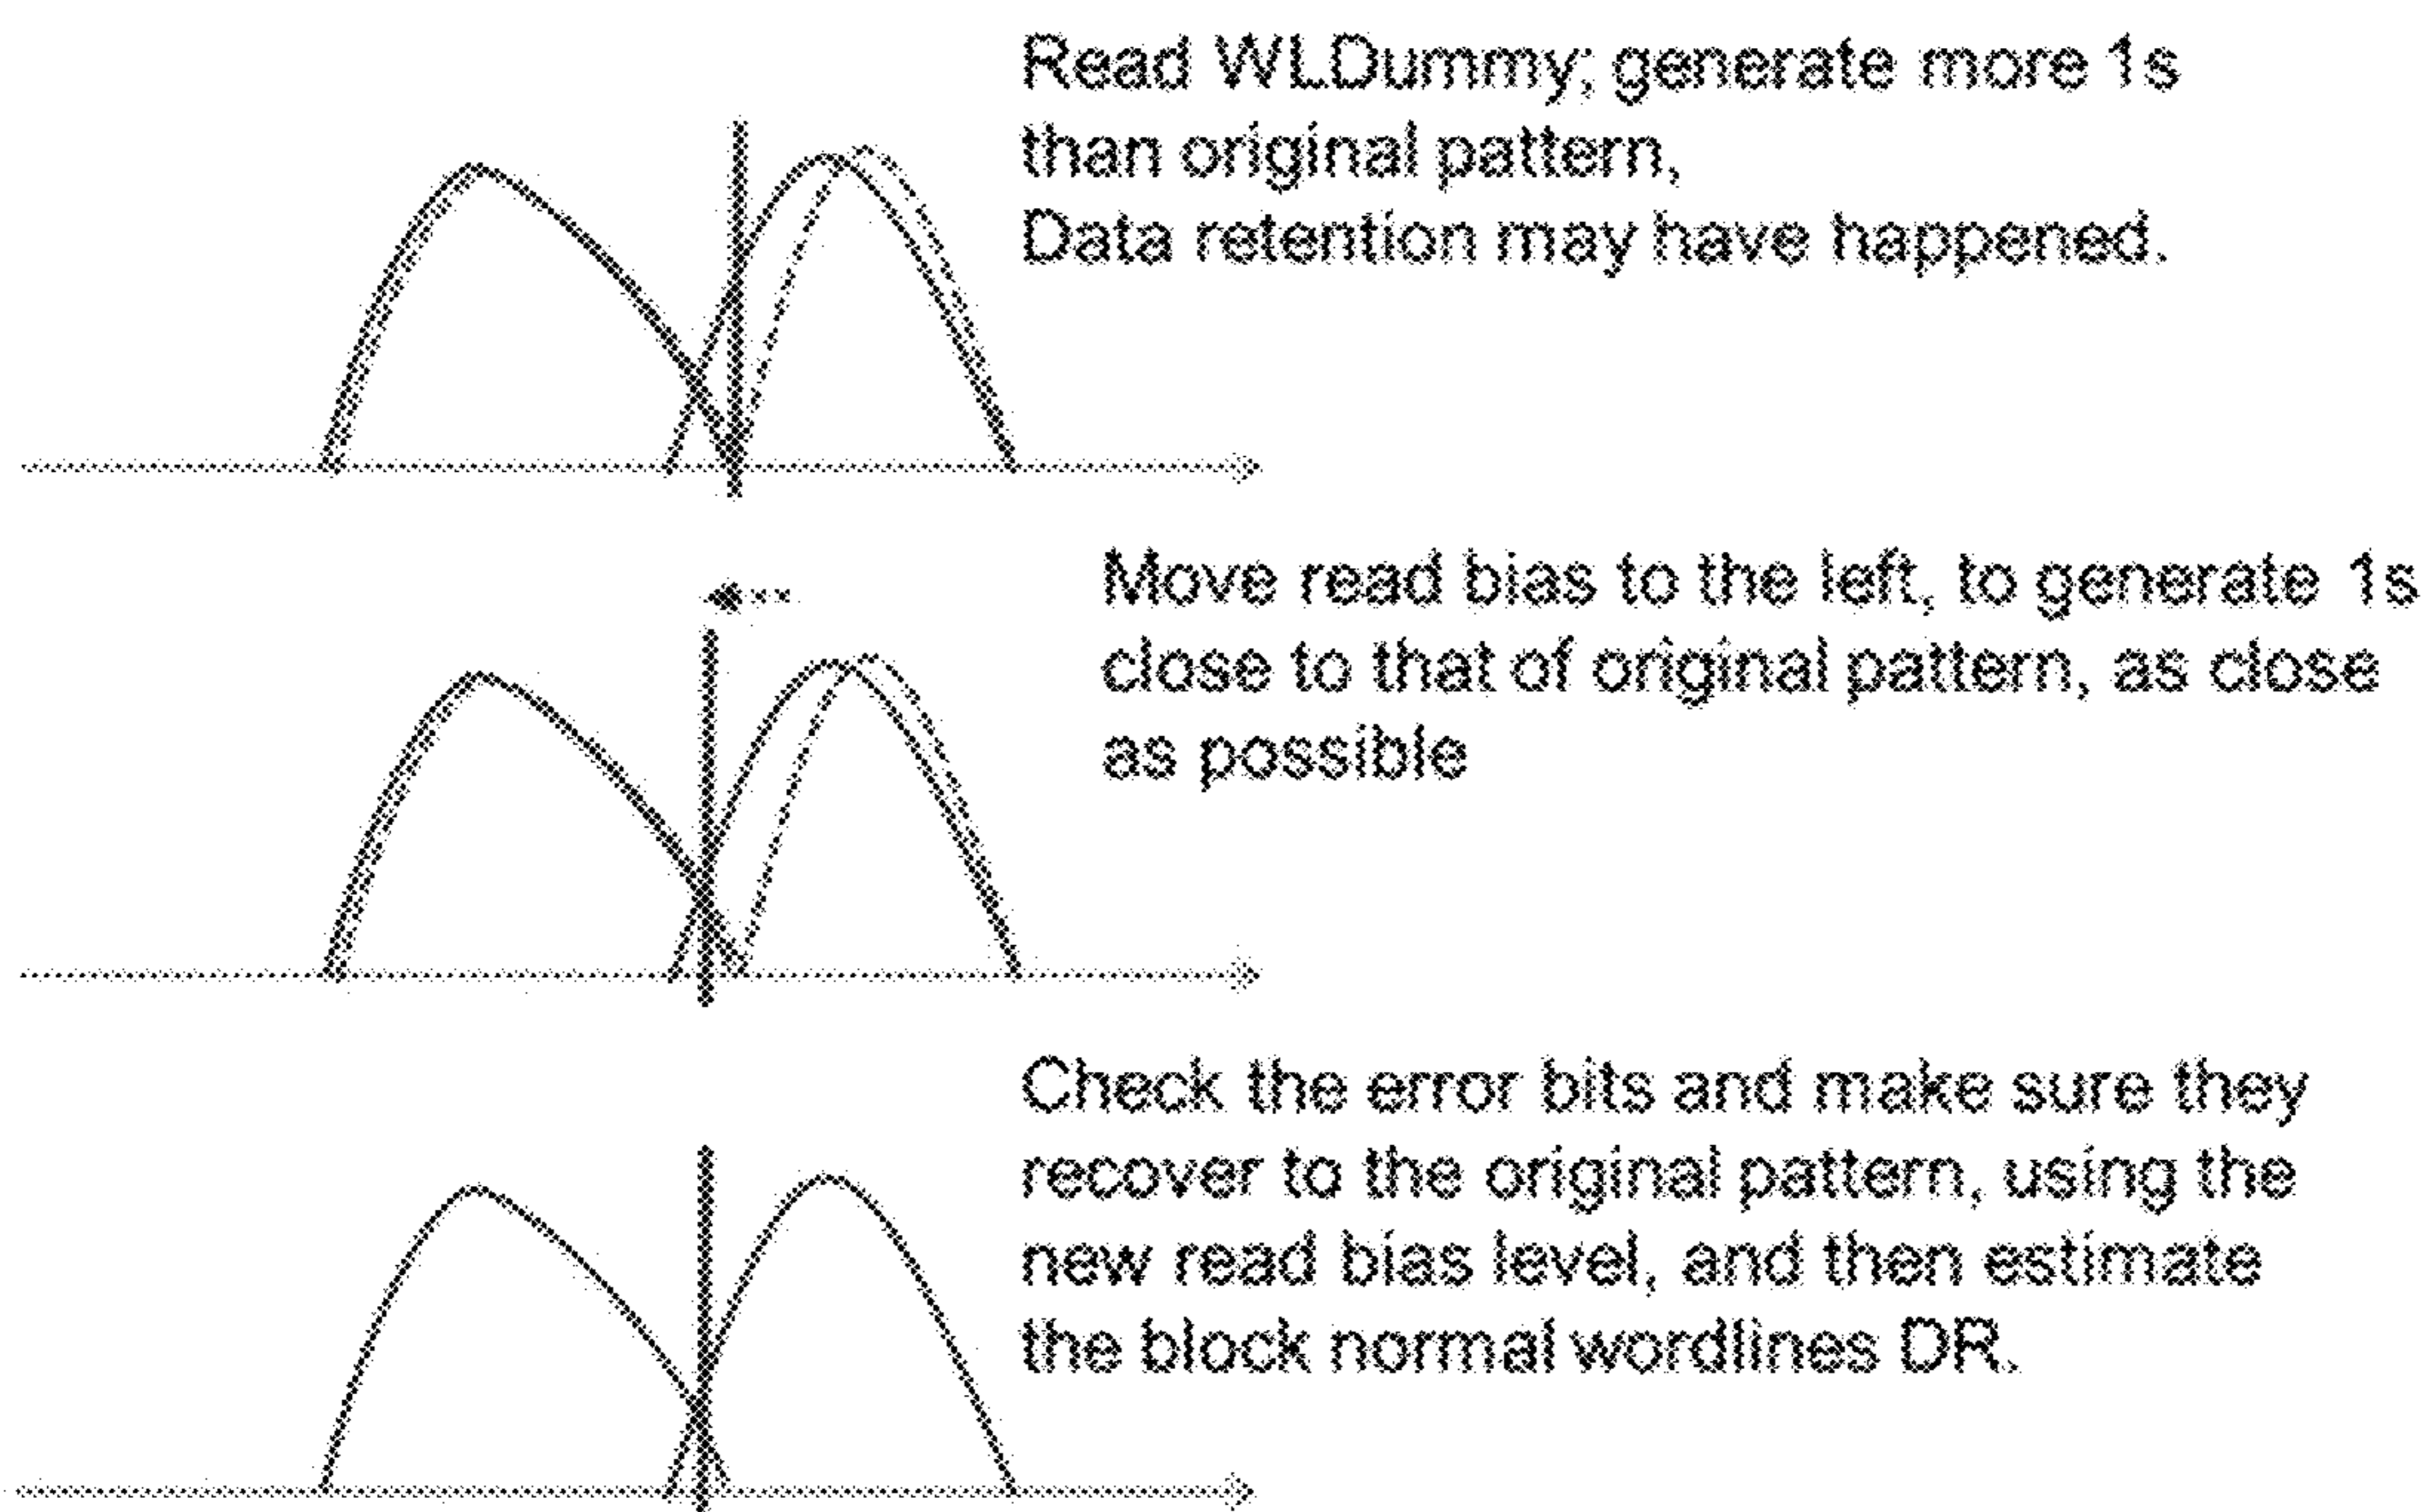 Read WLDummy; generate more 1s
than original pattern,
Data retention may have happened.
Move read bias to the left, to generate 1s
close to that of original pattern, as close
as possible
Check the error bits and make sure they
recover to the original pattern, using the
new read bias level, and then estimate
the block normal wordlines DR.